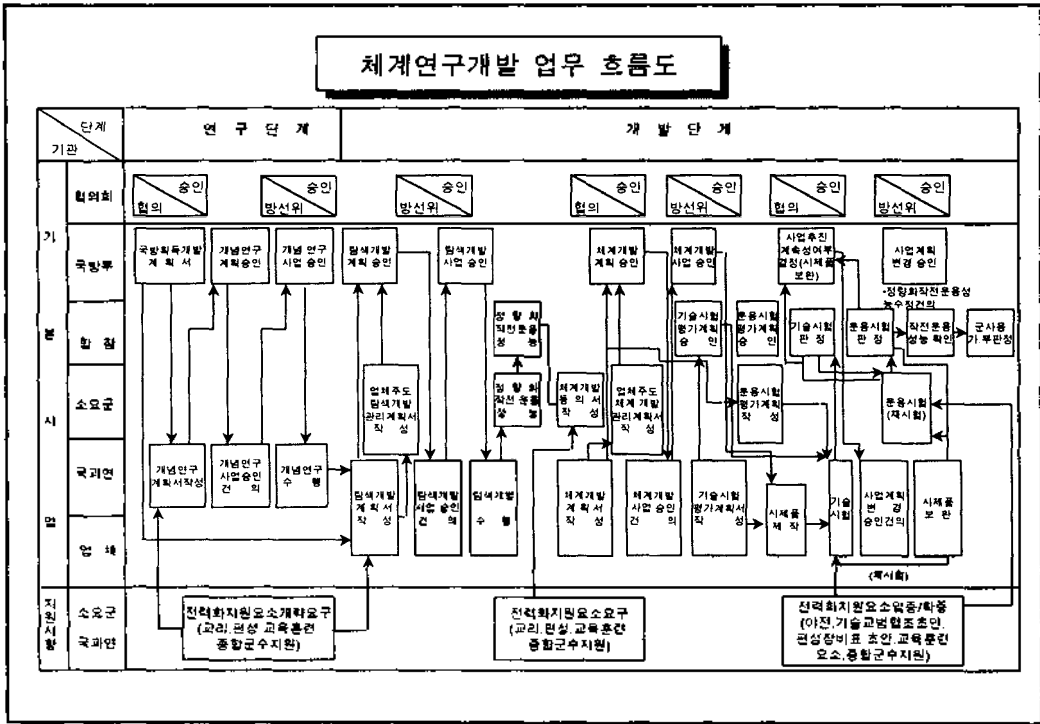 체계연구개발 업무 흐름도
단계
기관
연 구 단 계
개 발 단 계
기 본 사 업
협의회
승인
협의
승인
방선위
승인
방선위
승인
협의
승인
방선위
승인
협의
승인
방선위
국방부
국방획득개발
계 획 서
개념연구
계획승인
개념 연구
사업 승인
탐색개발
계획 승인
탐색개발
사업 승인
체계개발
계획 승인
체계개발
사업 승인
사업추진
계속성여부
결정(시제품
보완)
사업계획
변경 승인
•정량화작전운용성
능수정건의
합 참
정 량 화
작전운용
성 능
기술시험
평가계획
승 인
운용시험
평가계획
승 인
기술시험
판 정
운용시험
판 정
작전운용
성능 확인
군사용
가.부판정
소요군
업체주도
탐색개발
관리계획서
작 성
정 량 화
작전운용
성 능
체계개발
동 의 서
작 성
업체주도
체계 개발
관리계획서
작 성
운용시험
평가계획
작 성
운용시험
(재시험)
국과연
개념연구
계획서작성
개념연구
사업승인
건 의
개념연구
수 행
탐색개발
계 획 서
작 성
탐색개발
사업 승인
건 의
탐색개발
수 행
체계개발
계 획 서
작 성
체계개발
사업승인
건 의
기술시험
평가계획서
작 성
시제품
제 작
기술
시험
사업계획
변 경
승인건의
시제품
보 완
업 체
(재시험)
지원사항
소요군
국과연
전력화지원요소개략요구
(교리.편성.교육훈련
종합군수지원)
전력화지원요소요구
(교리.편성.교육훈련
종합군수지원)
전력화지원요소입증/확증
(야전.기술교범협조초안.
편성장비표 초안.교육훈련
요소.종합군수지원)